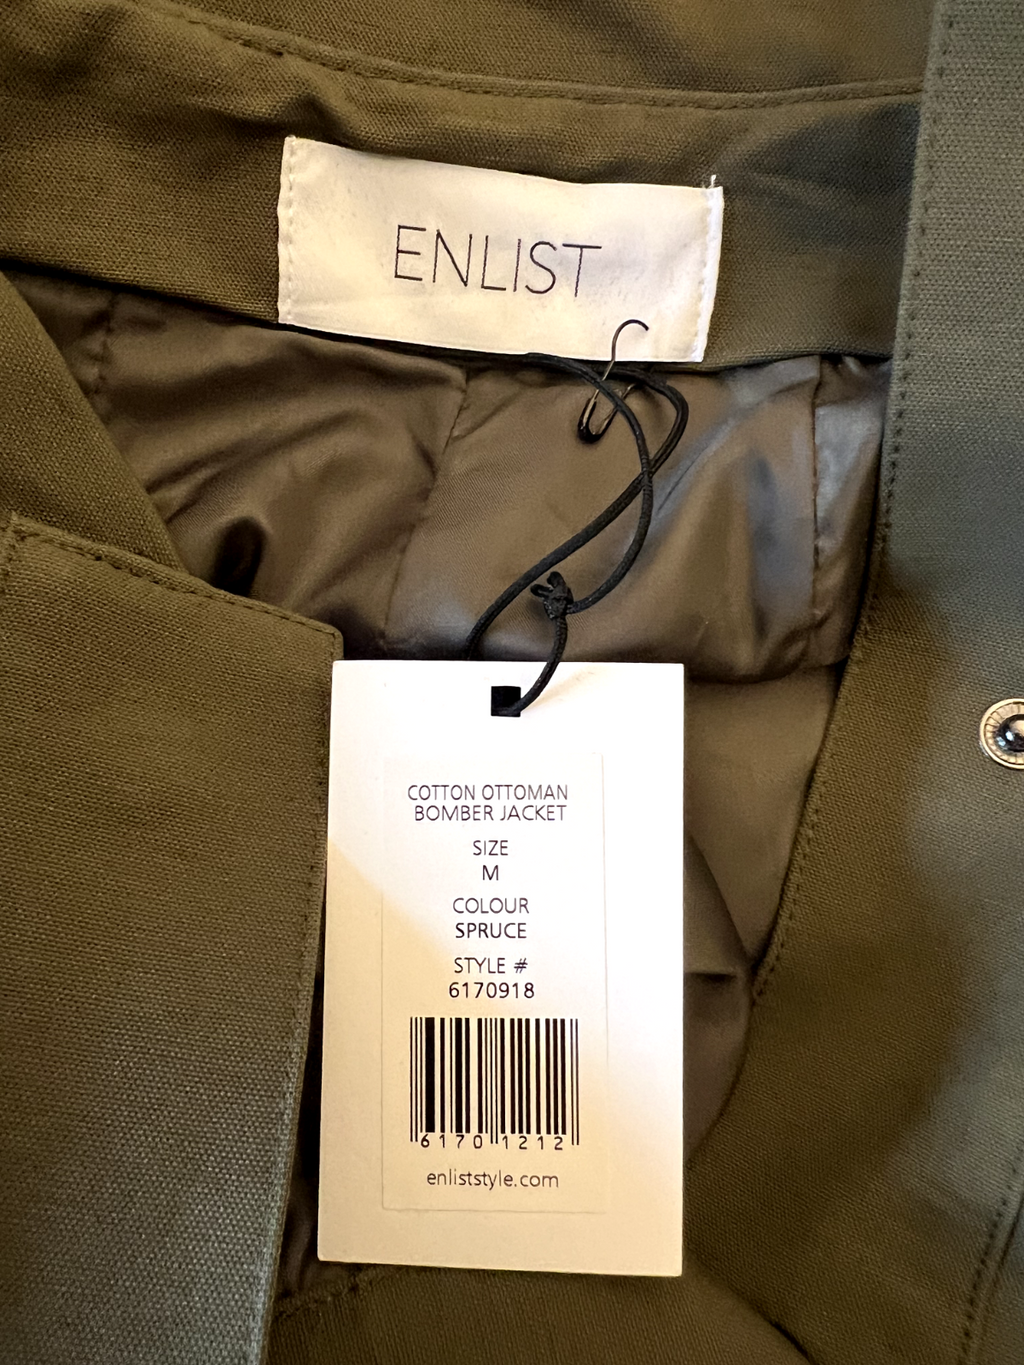 ENLIST
COTTON OTTOMAN
BOMBER JACKET
SIZE
M
COLOUR
SPRUCE
STYLE #
6170918
6170 1212
enliststyle.com